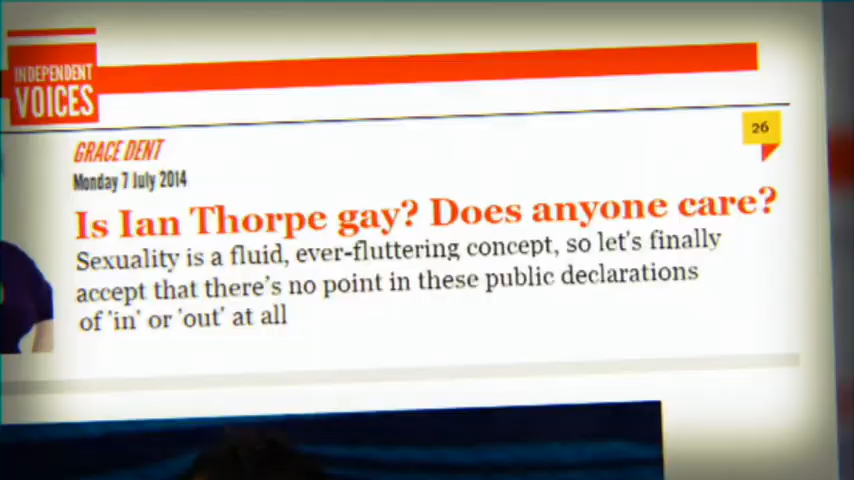 INDEPENDENT
VOICES
GRACE DENT
26
Monday 7 July 2014
Is Ian Thorpe gay? Does anyone care?
Sexuality is a fluid, ever-fluttering concept, so let's finally
accept that there's no point in these public declarations
of 'in' or 'out' at all